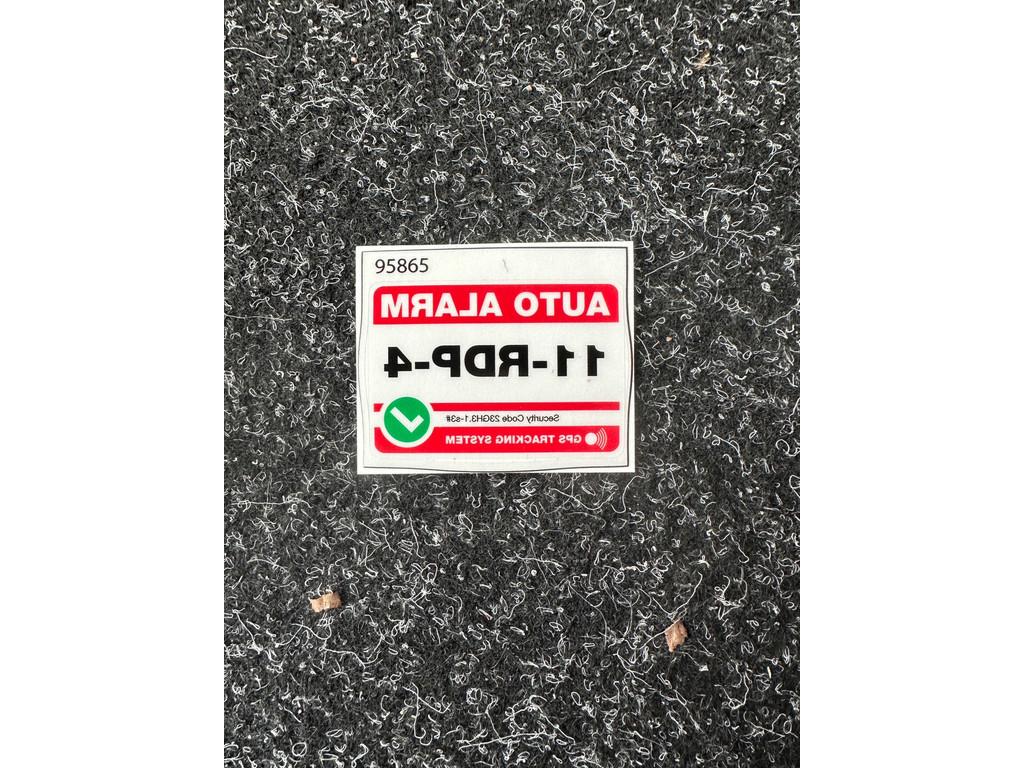 95865
AUTO ALARM
11-RDP-4
Security Code 23GH3.1-s3#
GPS TRACKING SYSTEM